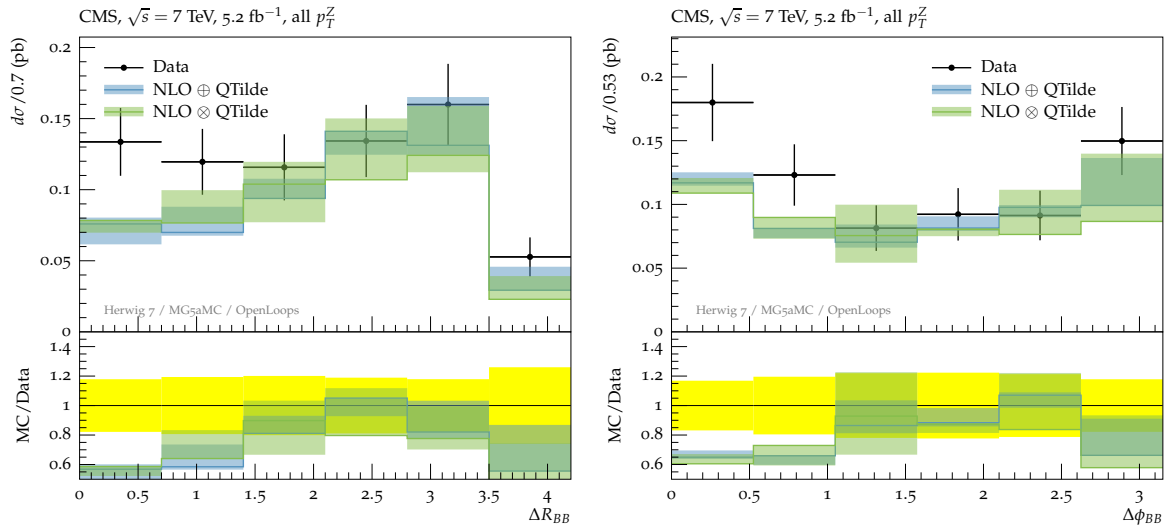 CMS, √s = 7 TeV, 5.2 fb⁻¹, all p_T^Z
dσ/0.7 (pb)
0.2
0.15
0.1
0.05
0
Data
NLO ⊕ QTilde
NLO ⊗ QTilde
Herwig 7 / MG5aMC / OpenLoops
MC/Data
1.4
1.2
1
0.8
0.6
0 0.5 1 1.5 2 2.5 3 3.5 4
ΔR_BB
CMS, √s = 7 TeV, 5.2 fb⁻¹, all p_T^Z
dσ/0.53 (pb)
0.2
0.15
0.1
0.05
0
Data
NLO ⊕ QTilde
NLO ⊗ QTilde
Herwig 7 / MG5aMC / OpenLoops
MC/Data
1.4
1.2
1
0.8
0.6
0 0.5 1 1.5 2 2.5 3
Δϕ_BB